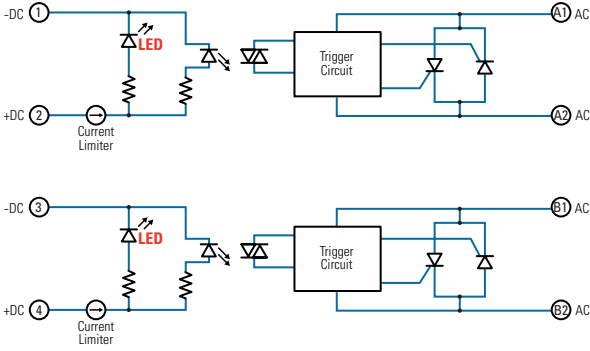 -DC 1
LED
+DC 2
Current
Limiter
Trigger
Circuit
A1 AC
A2 AC
-DC 3
LED
+DC 4
Current
Limiter
Trigger
Circuit
B1 AC
B2 AC